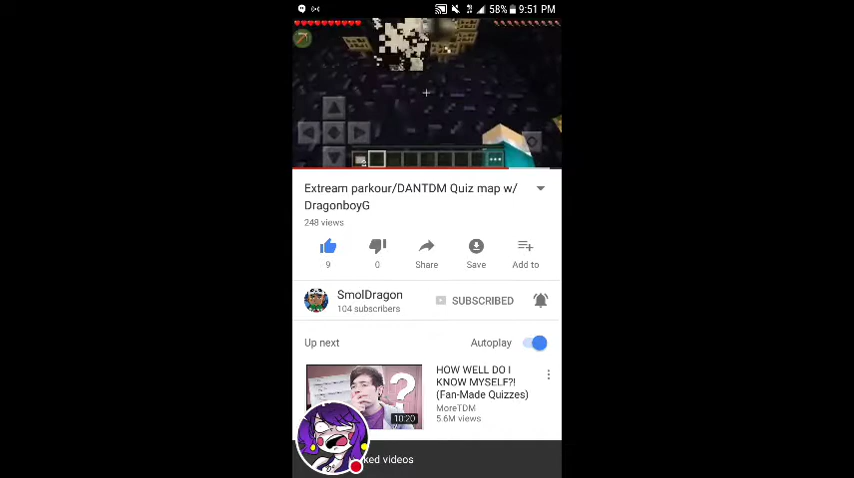 58% 9:51 PM
Extream parkour/DANTDM Quiz map w/
DragonboyG
248 views
9
0
Share
Save
Add to
SmolDragon
104 subscribers
SUBSCRIBED
Up next
Autoplay
HOW WELL DO I
KNOW MYSELF?!
(Fan-Made Quizzes)
MoreTDM
5.6M views
10:20
ked videos